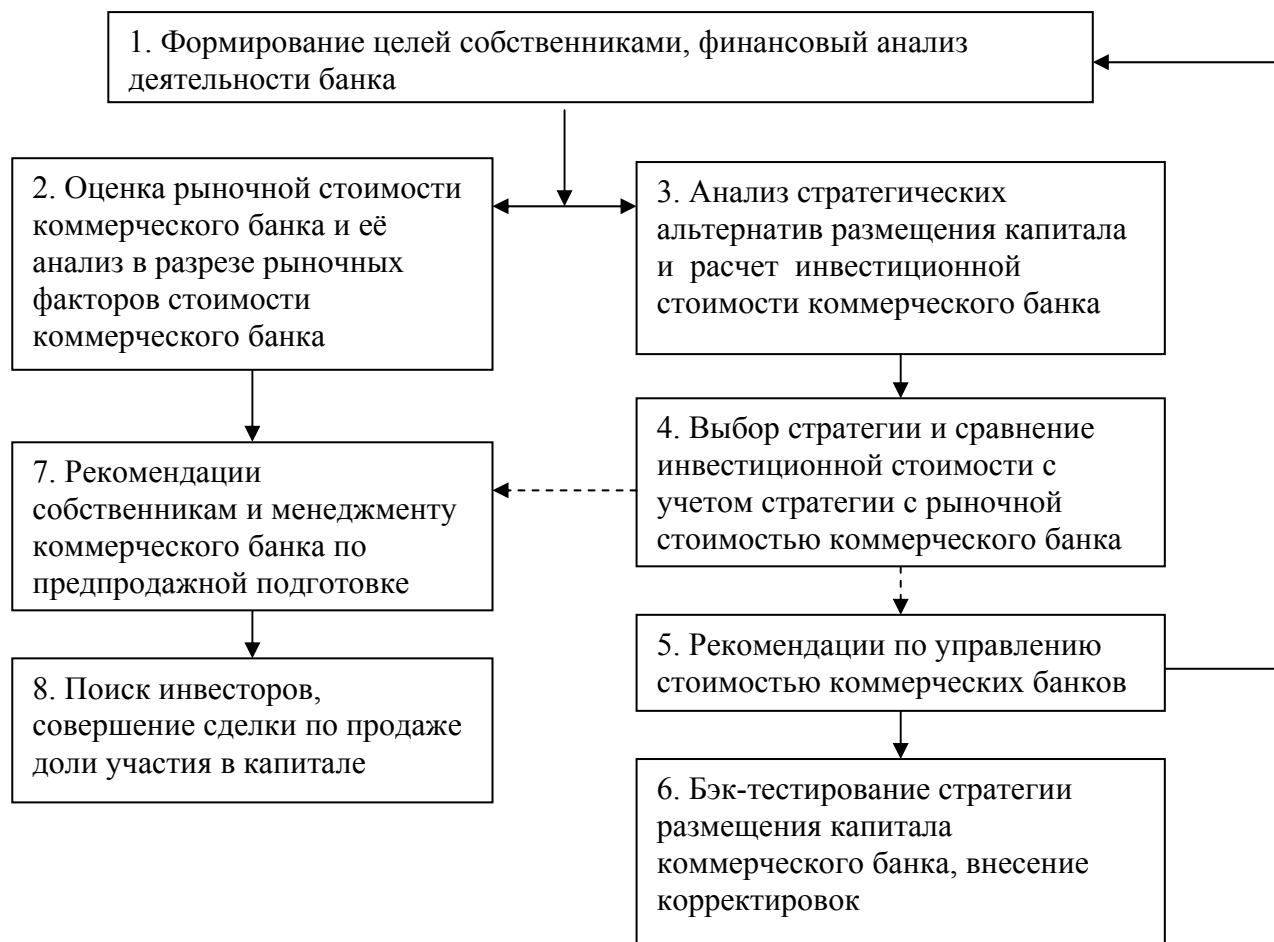 1. Формирование целей собственниками, финансовый анализ
деятельности банка
2. Оценка рыночной стоимости
коммерческого банка и её
анализ в разрезе рыночных
факторов стоимости
коммерческого банка
3. Анализ стратегических
альтернатив размещения капитала
и расчет инвестиционной
стоимости коммерческого банка
4. Выбор стратегии и сравнение
инвестиционной стоимости с
учетом стратегии с рыночной
стоимостью коммерческого банка
7. Рекомендации
собственникам и менеджменту
коммерческого банка по
предпродажной подготовке
5. Рекомендации по управлению
стоимостью коммерческих банков
8. Поиск инвесторов,
совершение сделки по продаже
доли участия в капитале
6. Бэк-тестирование стратегии
размещения капитала
коммерческого банка, внесение
корректировок